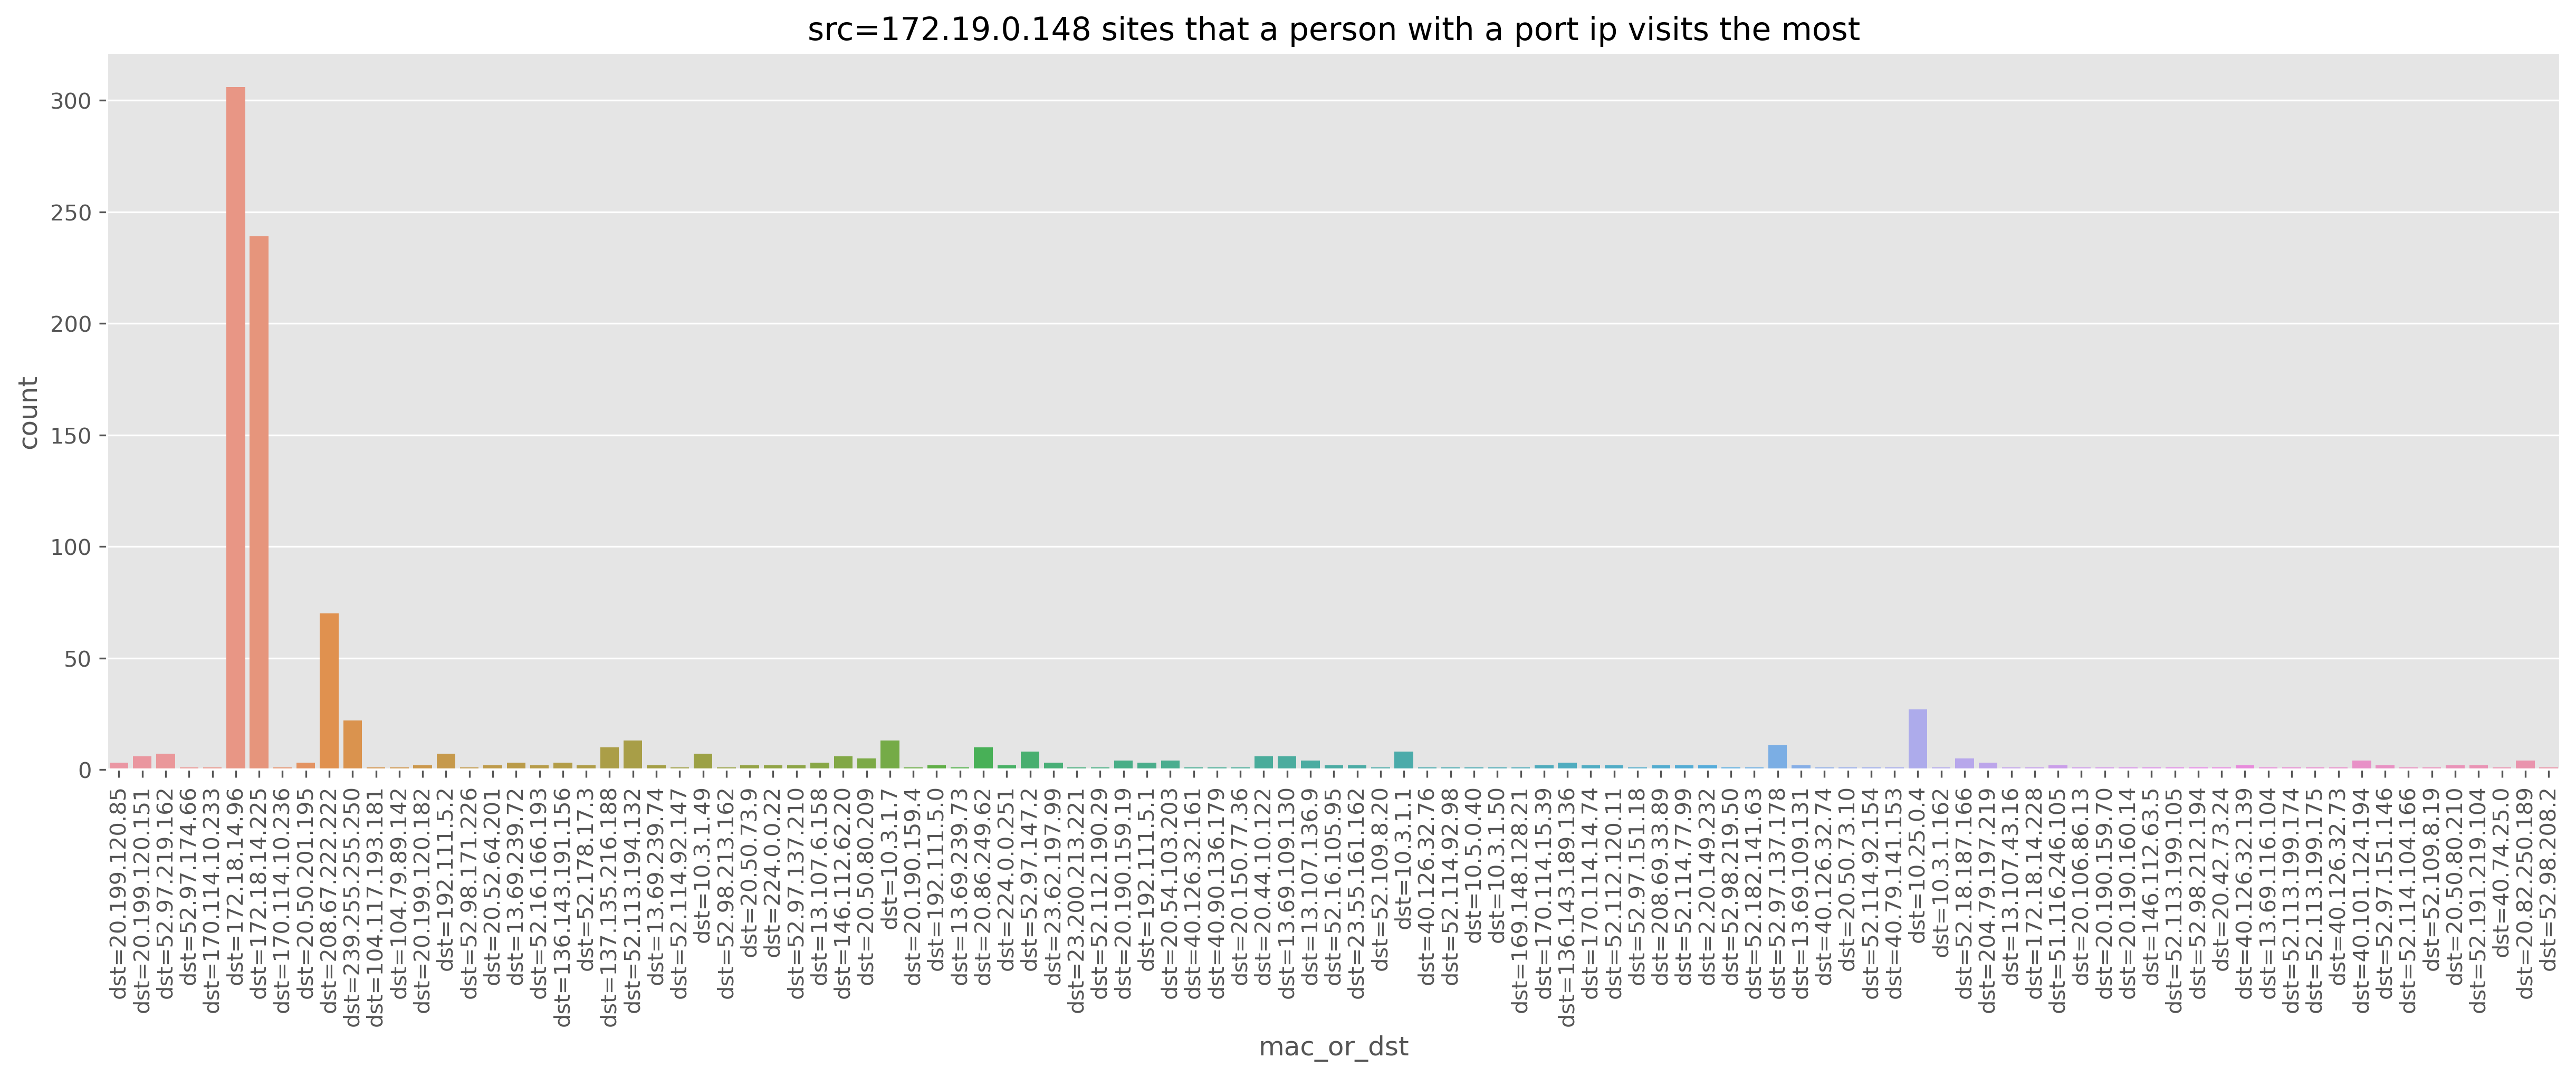 src=172.19.0.148 sites that a person with a port ip visits the most
count
300
250
200
150
100
50
0
dst=20.199.120.85
dst=20.199.120.151
dst=52.97.219.162
dst=52.97.174.66
dst=170.114.10.233
dst=172.18.14.96
dst=172.18.14.225
dst=170.114.10.236
dst=20.50.201.195
dst=208.67.222.222
dst=239.255.255.250
dst=104.117.193.181
dst=104.79.89.142
dst=20.199.120.182
dst=192.111.5.2
dst=52.98.171.226
dst=20.52.64.201
dst=13.69.239.72
dst=52.16.166.193
dst=136.143.191.156
dst=52.178.17.3
dst=137.135.216.188
dst=52.113.194.132
dst=13.69.239.74
dst=52.114.92.147
dst=10.3.1.149
dst=52.98.213.162
dst=20.50.73.9
dst=224.0.0.22
dst=52.97.137.210
dst=13.107.6.158
dst=146.112.62.20
dst=20.50.80.209
dst=10.3.1.7
dst=20.190.159.4
dst=192.111.5.0
dst=13.69.239.73
dst=20.86.249.62
dst=224.0.0.251
dst=52.97.147.2
dst=23.62.197.99
dst=23.200.213.221
dst=52.112.190.29
dst=20.190.159.19
dst=192.111.5.1
dst=20.54.103.203
dst=40.126.32.161
dst=40.90.136.179
dst=20.150.77.36
dst=20.44.10.122
dst=13.69.109.130
dst=13.107.136.9
dst=52.16.105.95
dst=23.55.161.162
dst=52.109.8.20
dst=10.3.1.1
dst=40.126.32.76
dst=52.114.92.98
dst=10.5.0.40
dst=10.3.1.50
dst=169.148.128.21
dst=170.114.15.39
dst=136.143.189.136
dst=170.114.14.74
dst=52.112.120.11
dst=52.97.151.18
dst=208.69.33.89
dst=52.114.77.99
dst=2.20.149.232
dst=52.98.219.50
dst=52.182.141.63
dst=52.97.137.178
dst=13.69.109.131
dst=40.126.32.74
dst=20.50.73.10
dst=52.114.92.154
dst=40.79.141.153
dst=10.25.0.4
dst=10.3.1.162
dst=52.18.187.166
dst=204.79.197.219
dst=13.107.43.16
dst=172.18.14.228
dst=51.116.246.105
dst=20.106.86.13
dst=20.190.159.70
dst=20.190.160.14
dst=146.112.63.5
dst=52.113.199.105
dst=52.98.212.194
dst=20.42.73.24
dst=40.126.32.139
dst=13.69.116.104
dst=52.113.199.174
dst=52.113.199.175
dst=40.126.32.73
dst=40.101.124.194
dst=52.97.151.146
dst=52.114.104.166
dst=52.109.8.19
dst=20.50.80.210
dst=52.191.219.104
dst=40.74.25.0
dst=20.82.250.189
dst=52.98.208.2
mac_or_dst